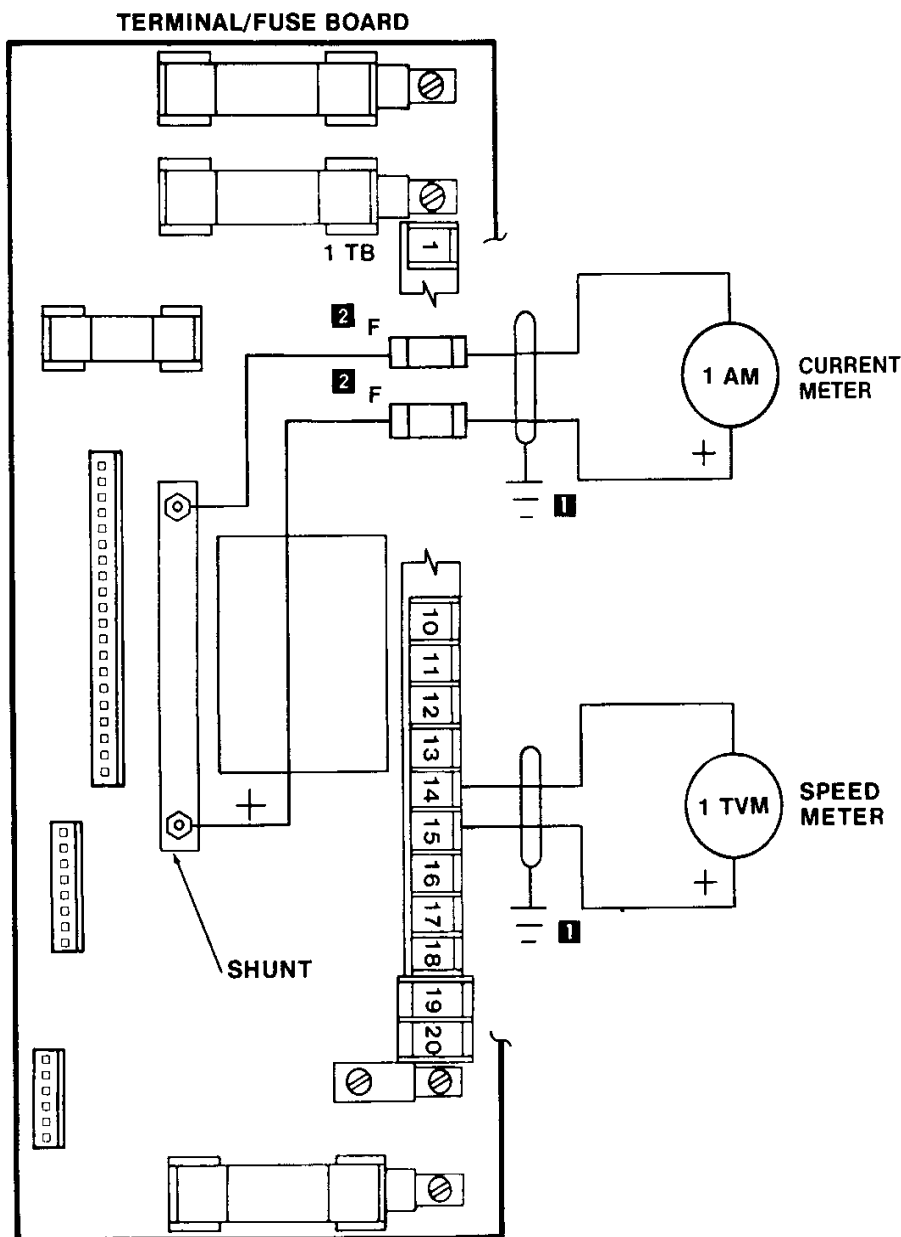 TERMINAL/FUSE BOARD
1 TB
1
2 F
2 F
1 AM
CURRENT
METER
+
1
10
11
12
13
14
15
16
17
18
19
20
+
1 TVM
SPEED
METER
+
1
SHUNT